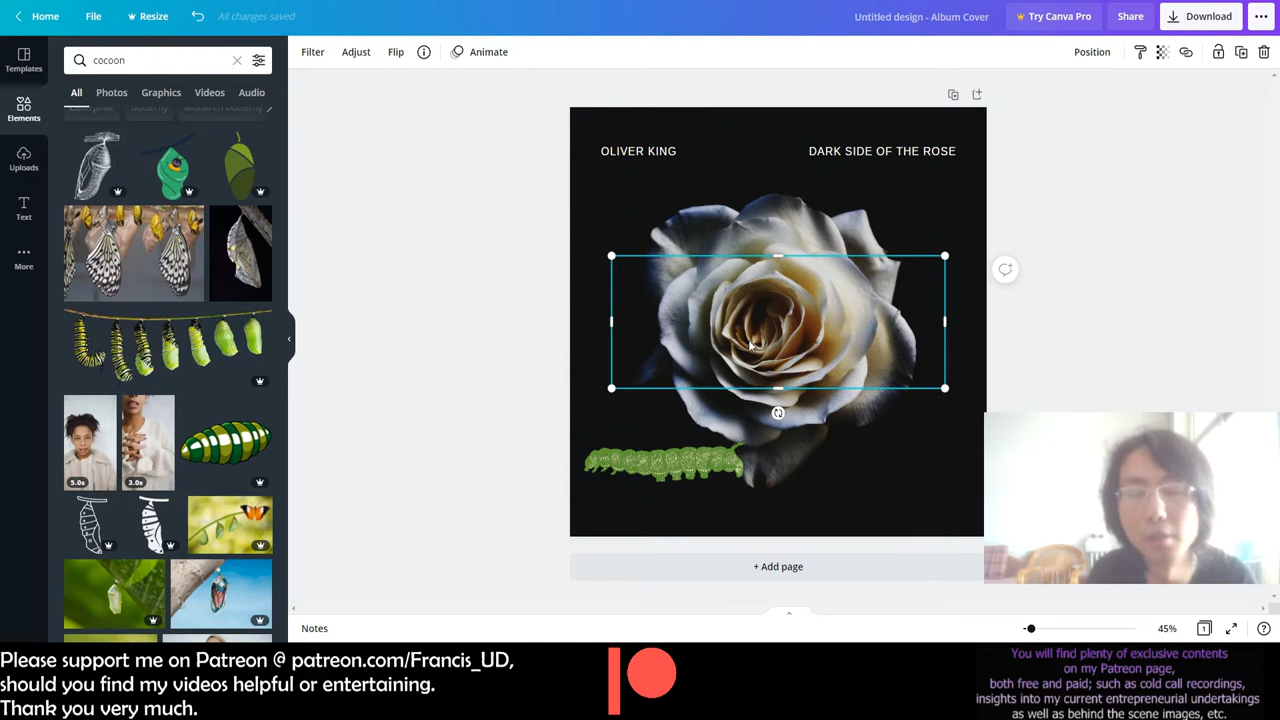 Home
File
Resize
All changes saved
Untitled design - Album Cover
Try Canva Pro
Share
Download
Templates
Elements
Uploads
Text
More
cocoon
All
Photos
Graphics
Videos
Audio
Caterpillar
Butterfly
Monarch butterfly
5.0s
3.0s
Filter
Adjust
Flip
Animate
Position
OLIVER KING
DARK SIDE OF THE ROSE
+ Add page
Notes
45%
1
Please support me on Patreon @ patreon.com/Francis_UD,
should you find my videos helpful or entertaining.
Thank you very much.
You will find plenty of exclusive contents
on my Patreon page,
both free and paid; such as cold call recordings,
insights into my current entrepreneurial undertakings
as well as behind the scene images, etc.